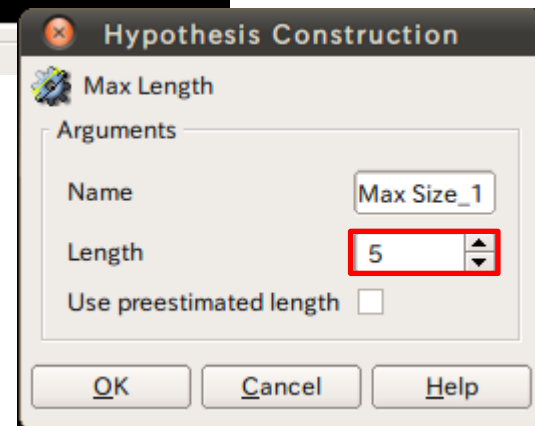 Hypothesis Construction
Max Length
Arguments
Name Max Size_1
Length 5
Use preestimated length
OK Cancel Help